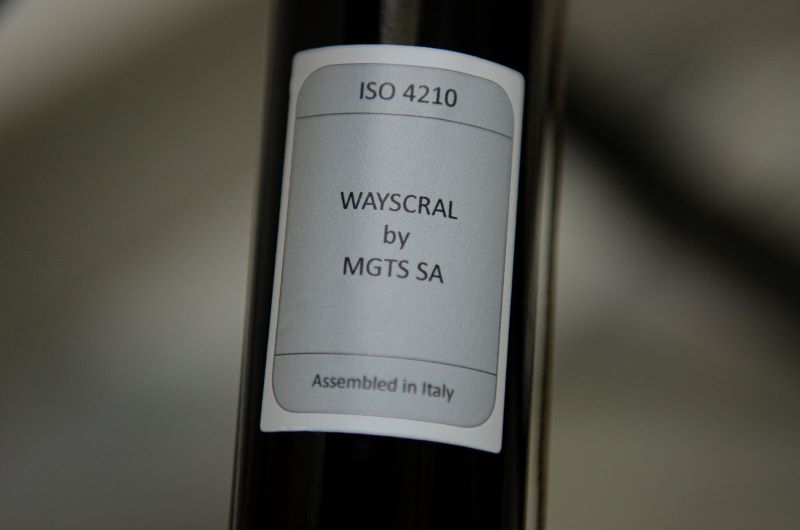 ISO 4210
WAYSCRAL
by
MGTS SA
Assembled in Italy